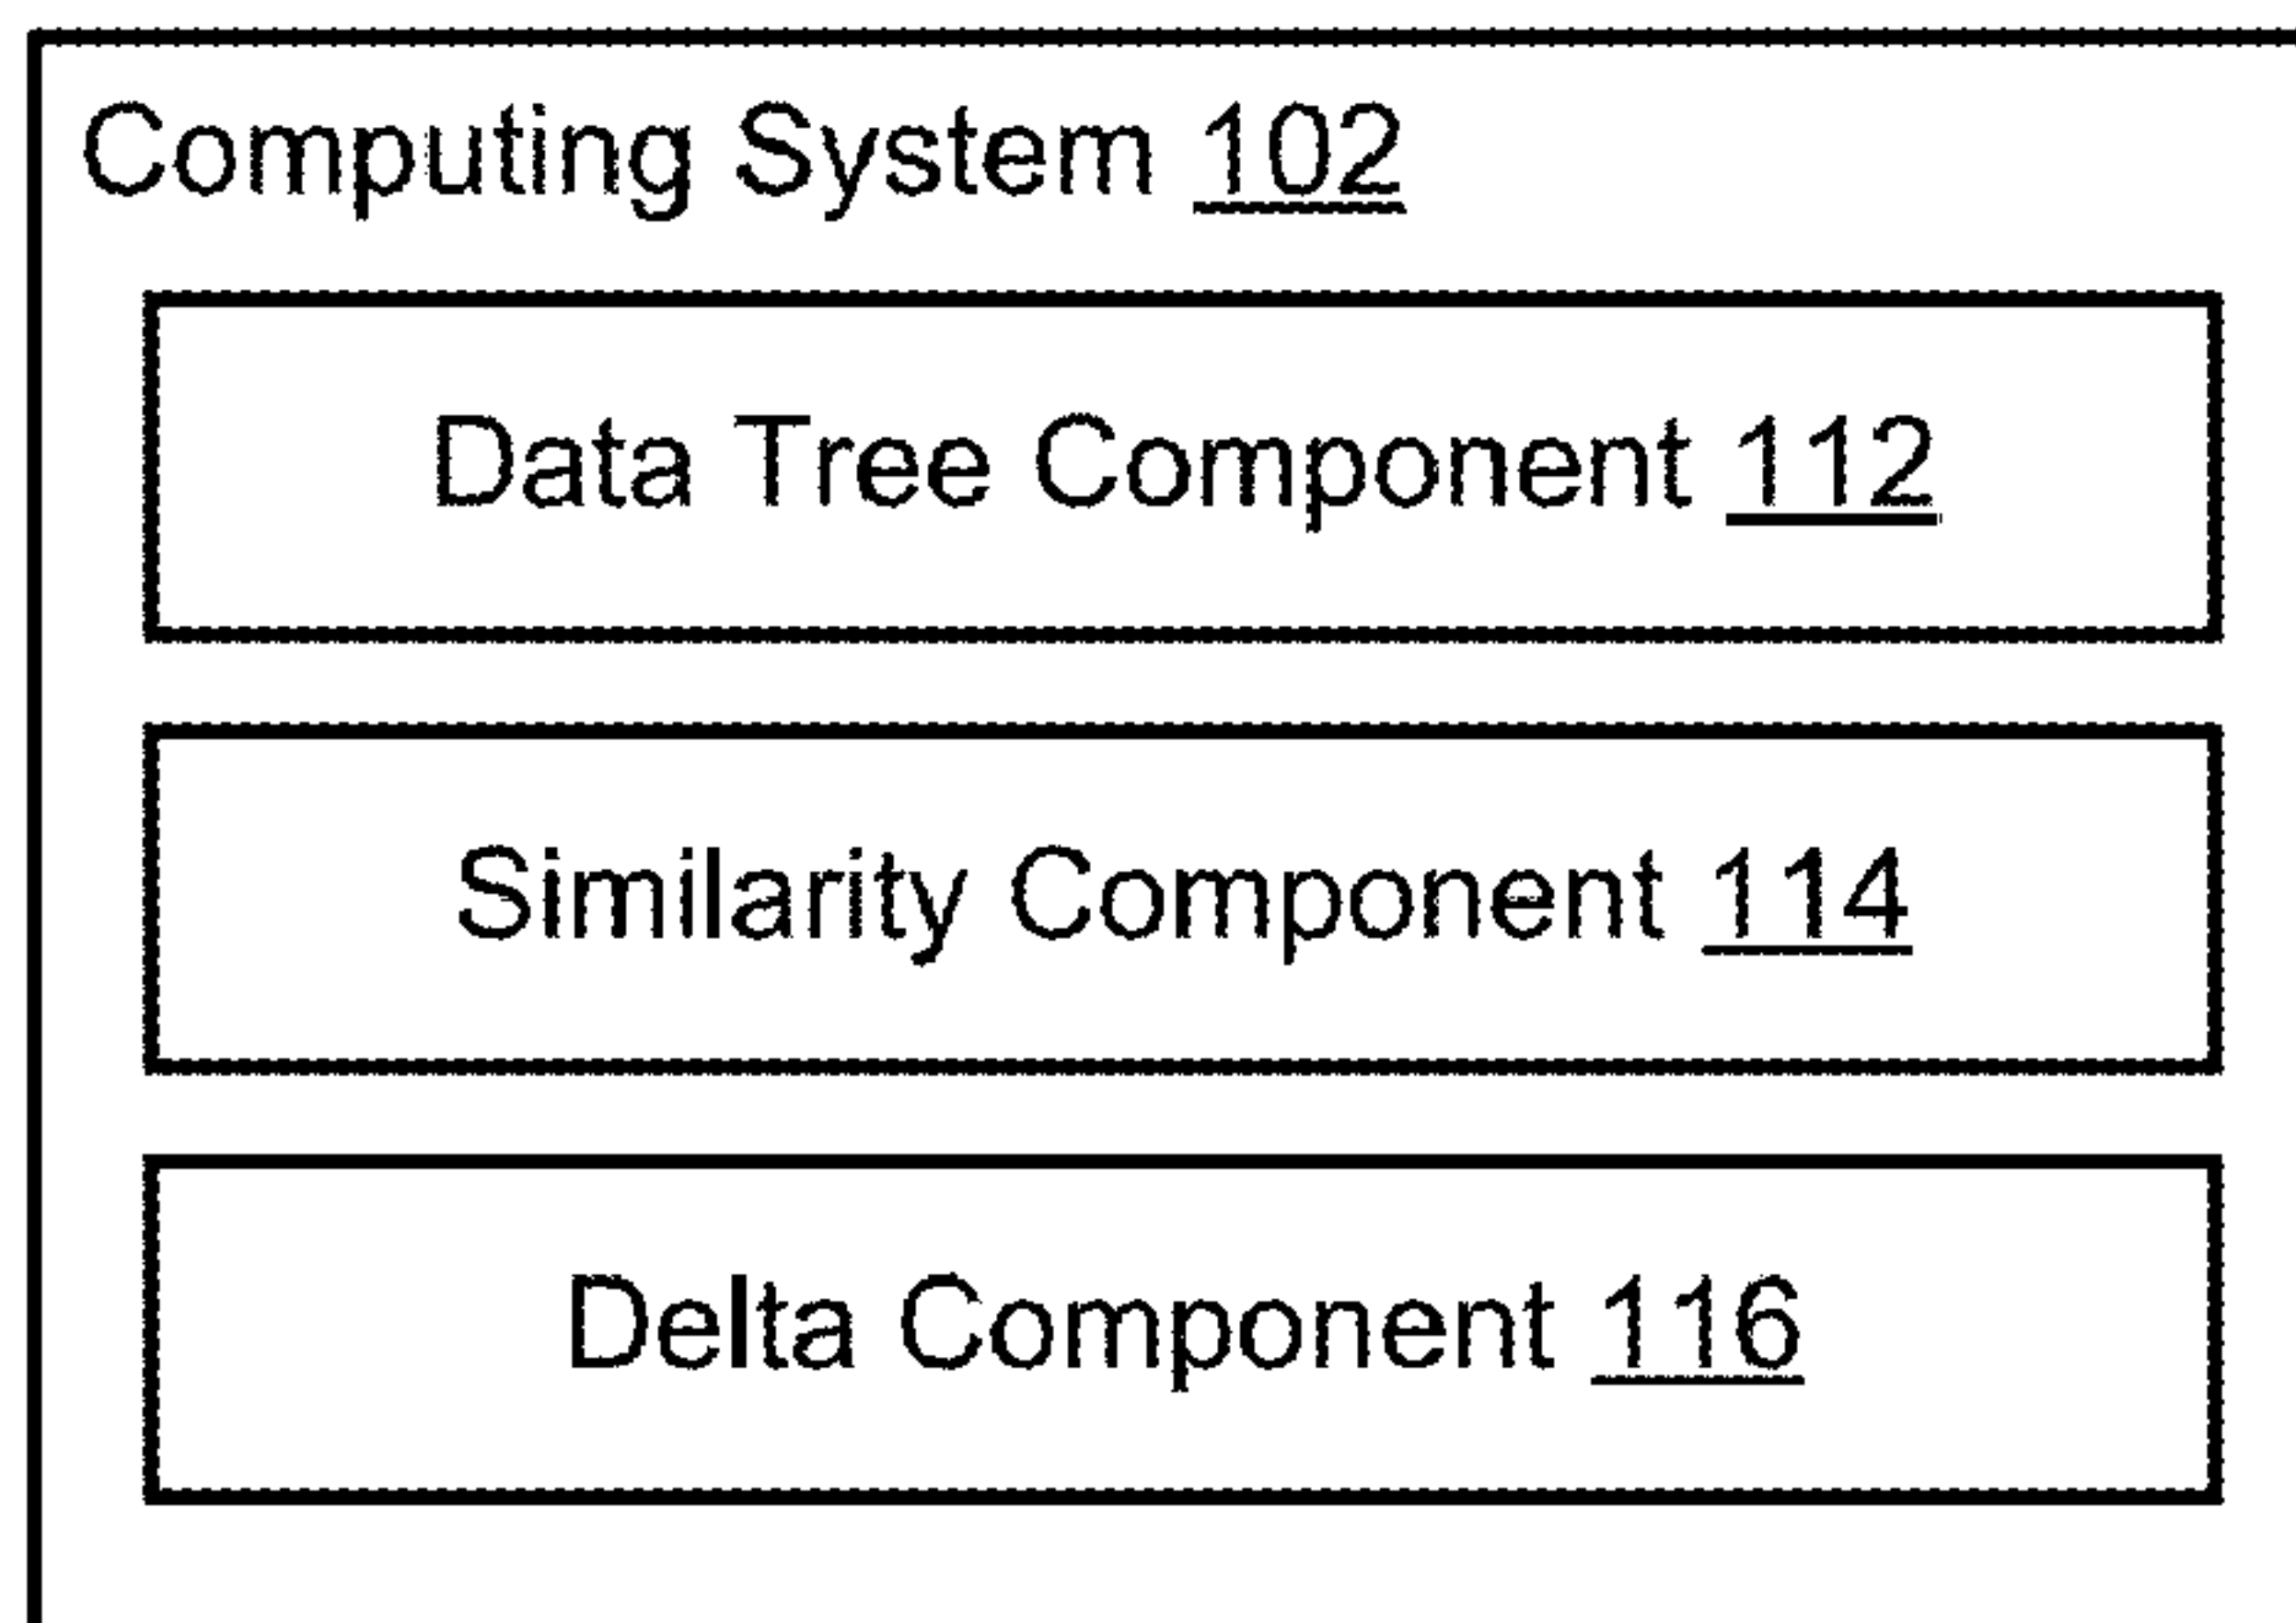 Computing System 102
Data Tree Component 112
Similarity Component 114
Delta Component 116